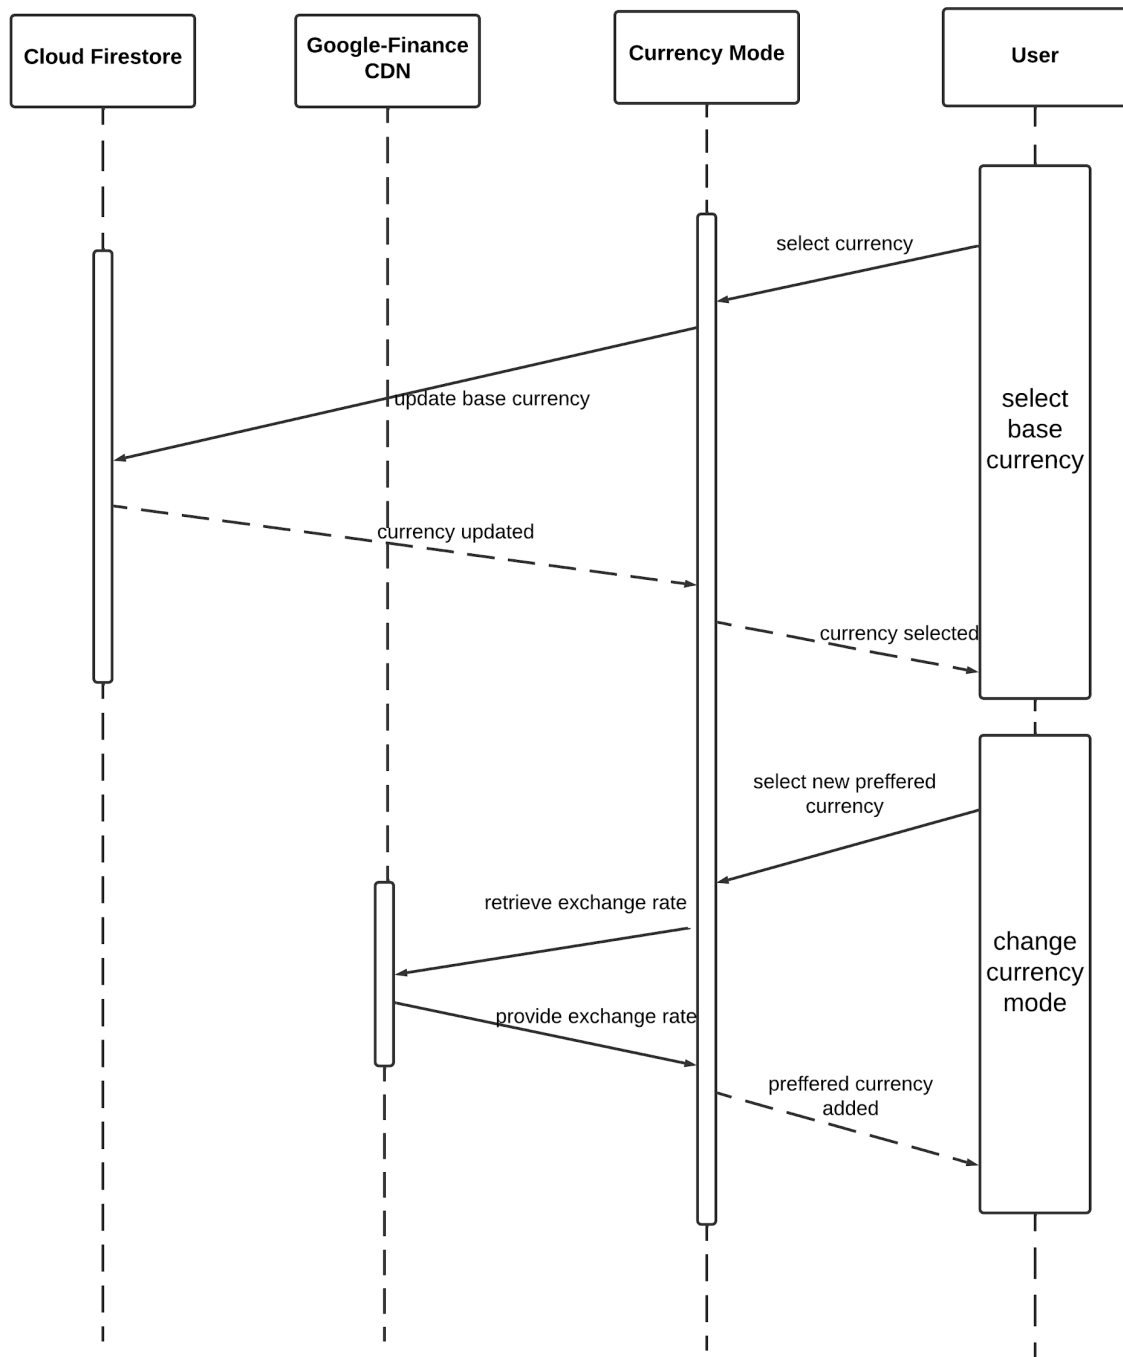 Cloud Firestore
Google-Finance
CDN
Currency Mode
User
select currency
update base currency
select
base
currency
currency updated
currency selected
select new preffered
currency
retrieve exchange rate
change
currency
mode
provide exchange rate
preffered currency
added